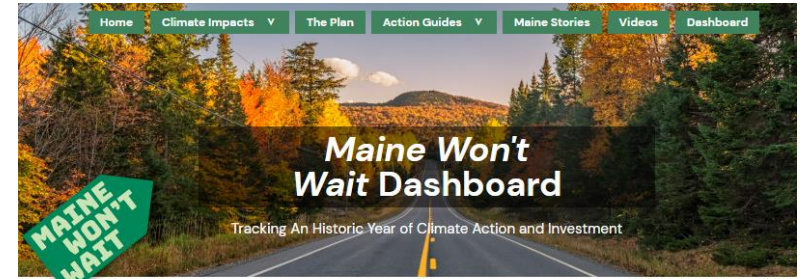 Home Climate Impacts v The Plan Action Guides v Maine Stories Videos Dashboard
Maine Won't
Wait Dashboard
Tracking An Historic Year of Climate Action and Investment
MAINE
WON'T
WAIT